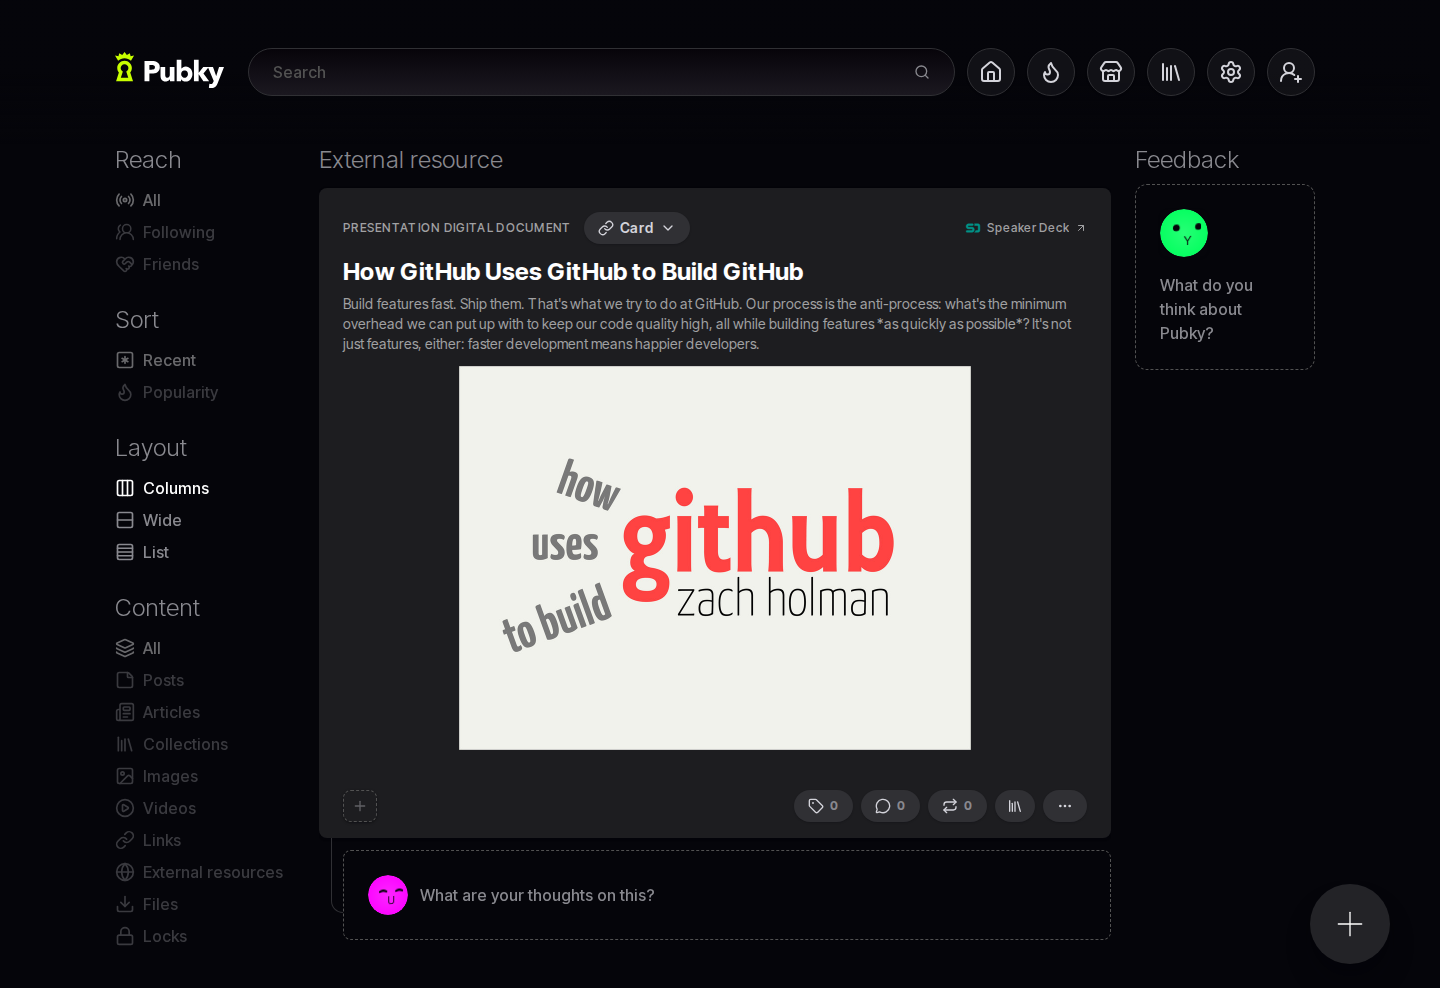 Pubky
Search
Reach
All
Following
Friends
Sort
Recent
Popularity
Layout
Columns
Wide
List
Content
All
Posts
Articles
Collections
Images
Videos
Links
External resources
Files
Locks
External resource
PRESENTATION DIGITAL DOCUMENT
Card
Speaker Deck
How GitHub Uses GitHub to Build GitHub
Build features fast. Ship them. That's what we try to do at GitHub. Our process is the anti-process: what's the minimum
overhead we can put up with to keep our code quality high, all while building features *as quickly as possible*? It's not
just features, either: faster development means happier developers.
how
uses
to build
github
zach holman
0
0
0
What are your thoughts on this?
Feedback
What do you
think about
Pubky?